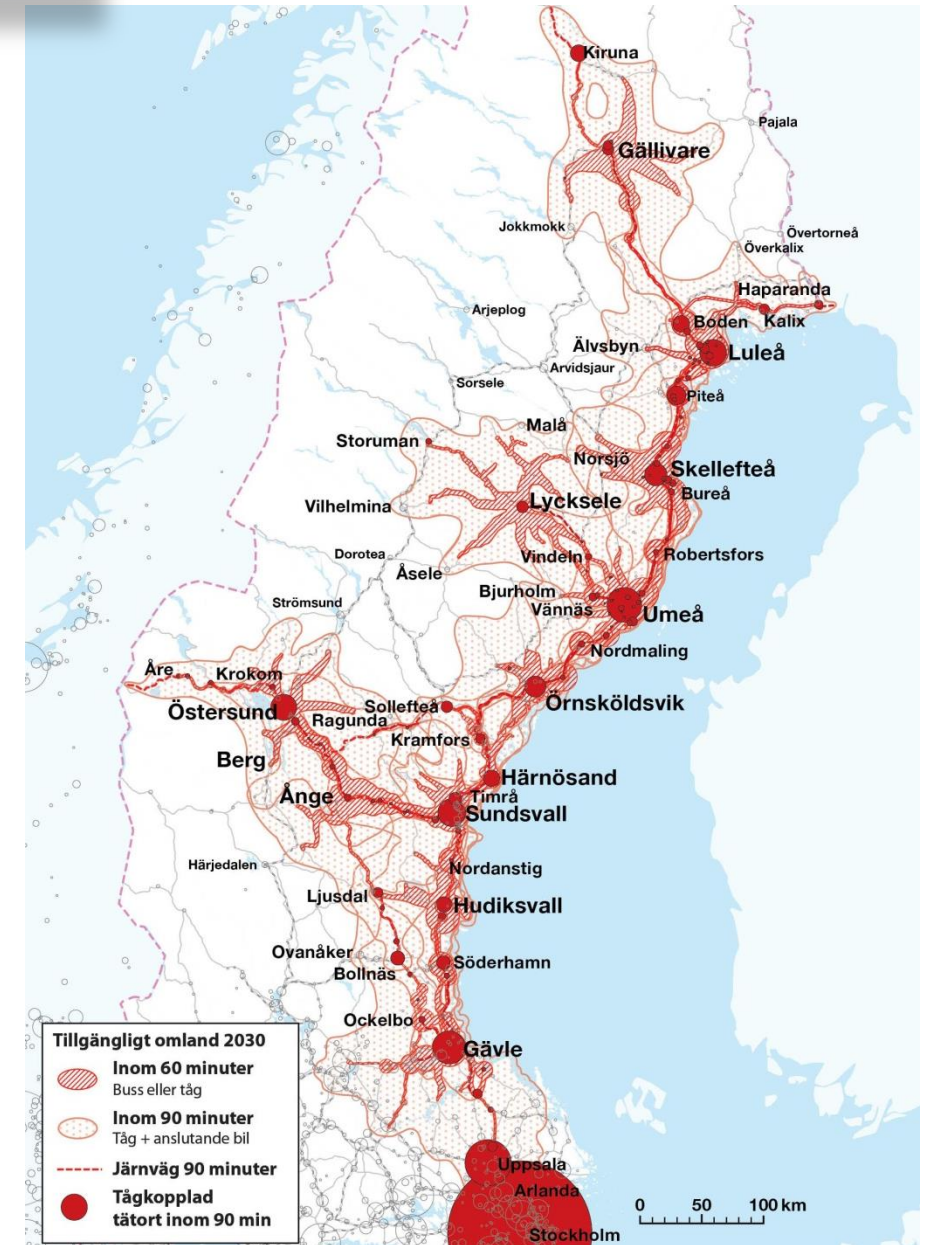 Kiruna
Pajala
Gällivare
Jokkmokk
Övertorneå
Överkalix
Haparanda
Arjeplog
Boden
Kalix
Älvsbyn
Luleå
Arvidsjaur
Sorsele
Piteå
Malå
Storuman
Norsjö
Skellefteå
Bureå
Lycksele
Vilhelmina
Dorotea
Vindeln
Robertsfors
Åsele
Bjurholm
Vännäs
Strömsund
Umeå
Nordmaling
Åre
Krokom
Östersund
Sollefteå
Örnsköldsvik
Ragunda
Kramfors
Berg
Härnösand
Ånge
Timrå
Sundsvall
Härjedalen
Nordanstig
Ljusdal
Hudiksvall
Ovanåker
Söderhamn
Bollnäs
Ockelbo
Gävle
Tillgängligt omland 2030
Inom 60 minuter
Buss eller tåg
Inom 90 minuter
Tåg + anslutande bil
Järnväg 90 minuter
Tågkopplad
tätort inom 90 min
Uppsala
Arlanda
Stockholm
0 50 100 km